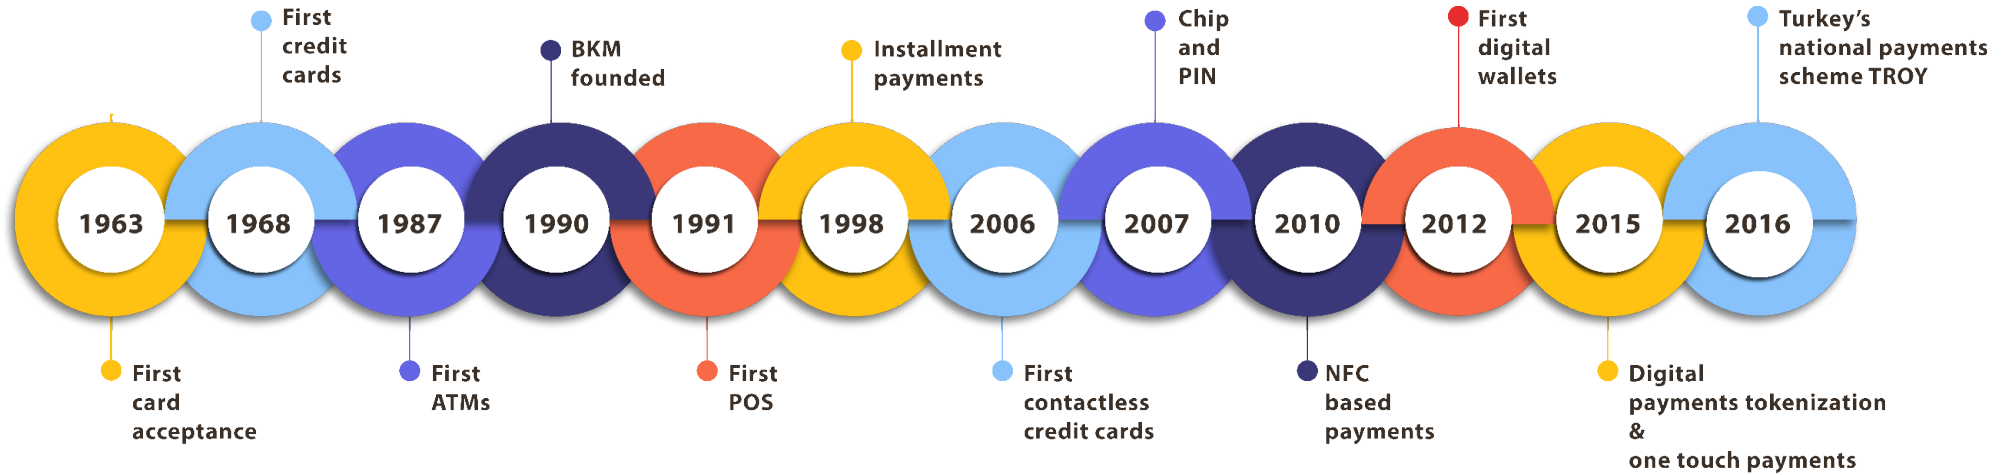 First
credit
cards
BKM
founded
Installment
payments
Chip
and
PIN
First
digital
wallets
Turkey’s
national payments
scheme TROY
1963
1968
1987
1990
1991
1998
2006
2007
2010
2012
2015
2016
First
card
acceptance
First
ATMs
First
POS
First
contactless
credit cards
NFC
based
payments
Digital
payments tokenization
&
one touch payments